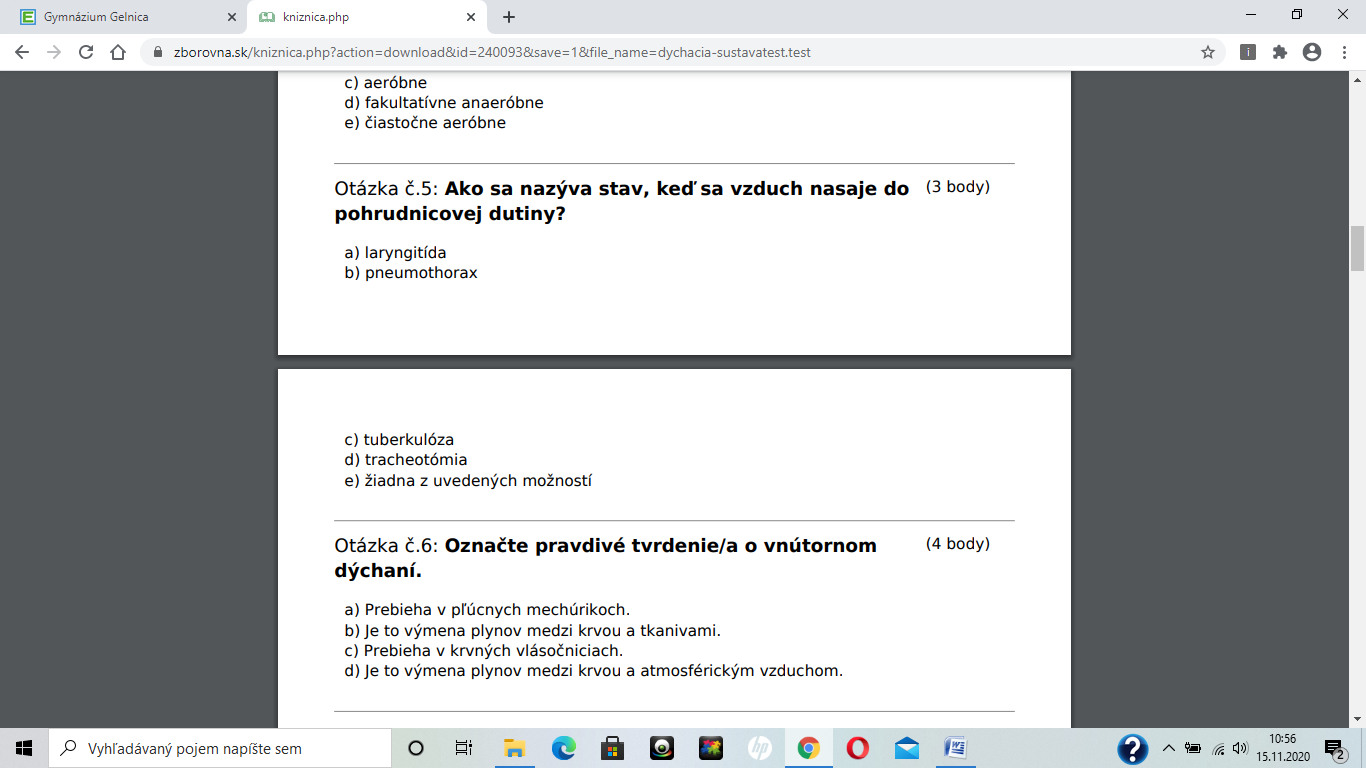 Gymnázium Gelnica
kniznica.php
zborovna.sk/kniznica.php?action=download&id=240093&save=1&file_name=dychacia-sustavatest.test
c) aeróbne
d) fakultatívne anaeróbne
e) čiastočne aeróbne
Otázka č.5: Ako sa nazýva stav, keď sa vzduch nasaje do (3 body)
pohrudnicovej dutiny?
a) laryngitída
b) pneumothorax
c) tuberkulóza
d) tracheotómia
e) žiadna z uvedených možností
Otázka č.6: Označte pravdivé tvrdenie/a o vnútornom (4 body)
dýchaní.
a) Prebieha v pľúcnych mechúrikoch.
b) Je to výmena plynov medzi krvou a tkanivami.
c) Prebieha v krvných vlásočniciach.
d) Je to výmena plynov medzi krvou a atmosférickým vzduchom.
Vyhľadávaný pojem napíšte sem
10:56
15.11.2020
2